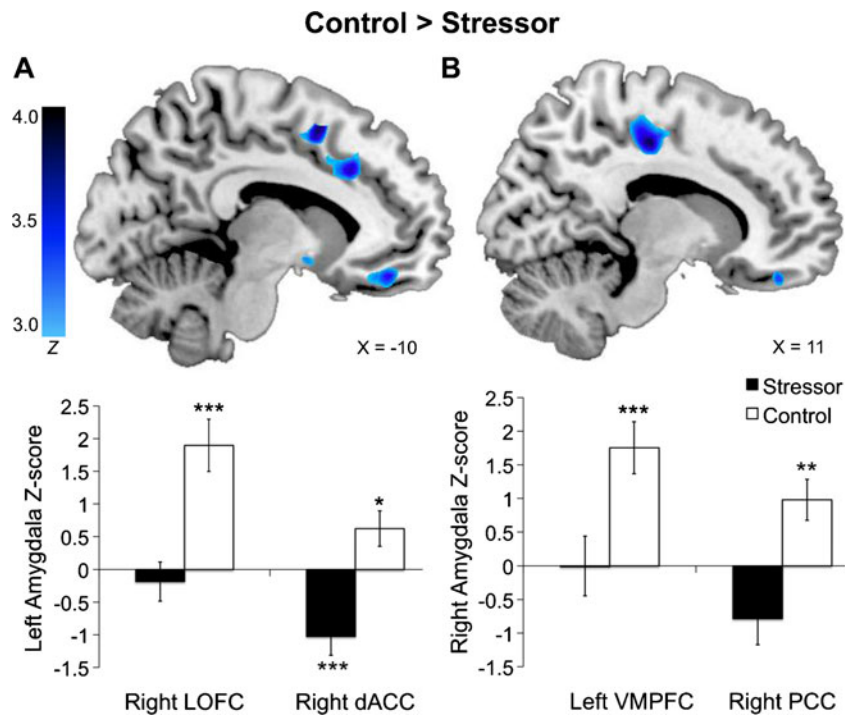 Control > Stressor
A
B
4.0
3.5
3.0
Z
X = -10
X = 11
Stressor
Control
Left Amygdala Z-score
2.5
2
1.5
1
0.5
0
-0.5
-1
-1.5
***
*
***
Right LOFC Right dACC
Right Amygdala Z-score
2.5
2
1.5
1
0.5
0
-0.5
-1
-1.5
***
**
Left VMPFC Right PCC